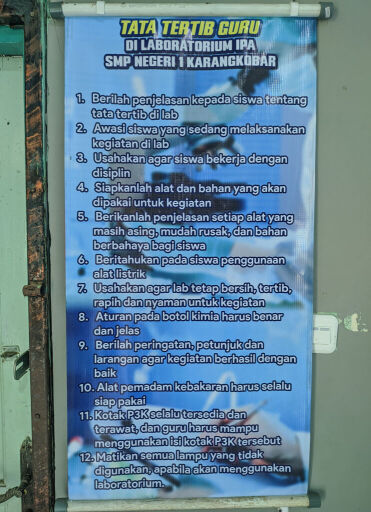 TATA TERTIB GURU
DI LABORATORIUM IPA
SMP NEGERI 1 KARANGKOBAR
1. Berilah penjelasan kepada siswa tentang
tata tertib di lab
2. Awasi siswa yang sedang melaksanakan
kegiatan di lab
3. Usahakan agar siswa bekerja dengan
disiplin
4. Siapkanlah alat dan bahan yang akan
dipakai untuk kegiatan
5. Berikanlah penjelasan setiap alat yang
masih asing, mudah rusak, dan bahan
berbahaya bagi siswa
6. Beritahukan pada siswa penggunaan
alat listrik
7. Usahakan agar lab tetap bersih, tertib,
rapih dan nyaman untuk kegiatan
8. Aturan pada botol kimia harus benar
dan jelas
9. Berilah peringatan, petunjuk dan
larangan agar kegiatan berhasil dengan
baik
10. Alat pemadam kebakaran harus selalu
siap pakai
11. Kotak P3K selalu tersedia dan
terawat, dan guru harus mampu
menggunakan isi kotak P3K tersebut
12. Matikan semua lampu yang tidak
digunakan, apabila akan menggunakan
laboratorium.